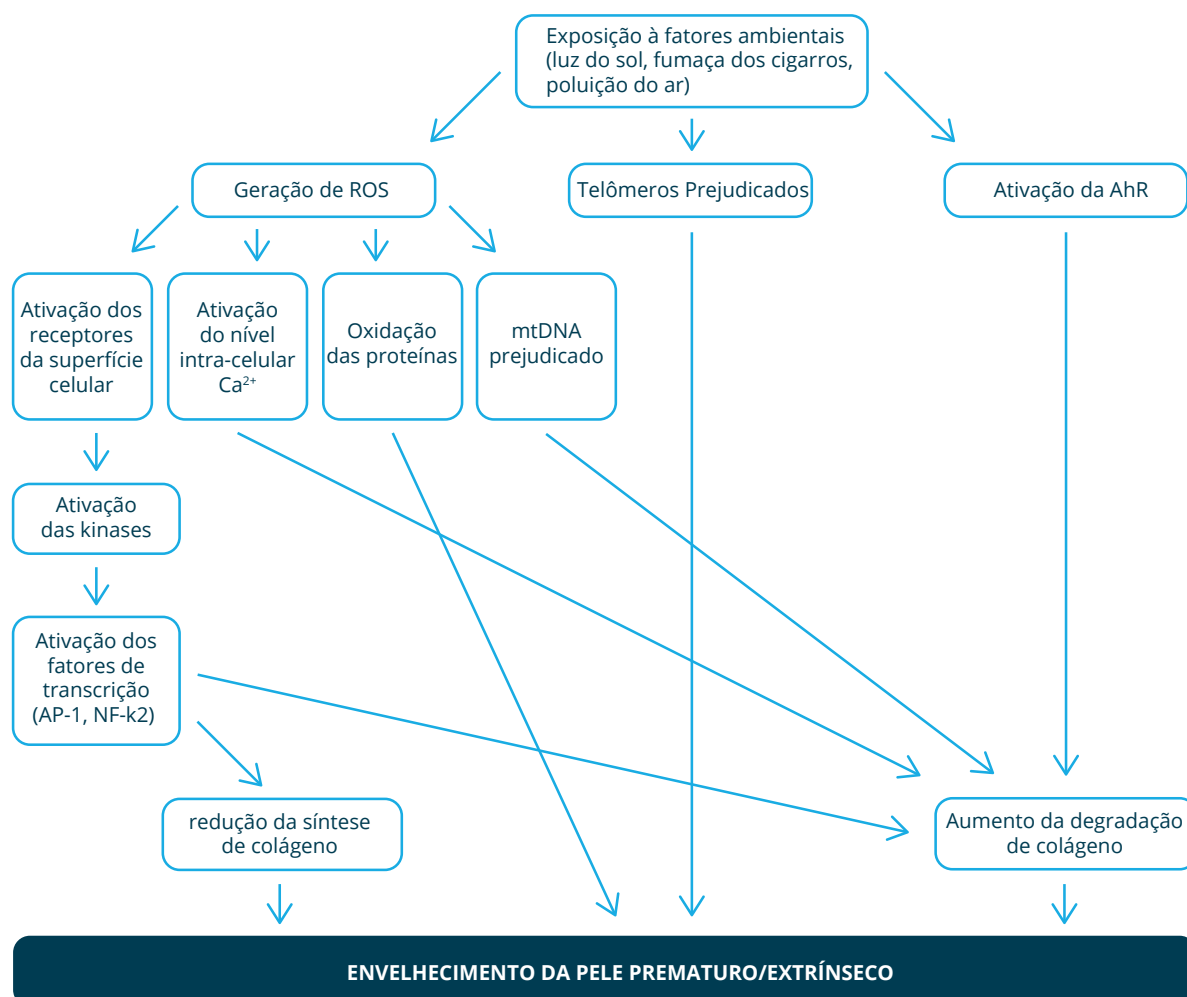 Exposição à fatores ambientais
(luz do sol, fumaça dos cigarros,
poluição do ar)
Geração de ROS
Telômeros Prejudicados
Ativação da AhR
Ativação dos
receptores
da superfície
celular
Ativação
do nível
intra-celular
Ca²⁺
Oxidação
das proteínas
mtDNA
prejudicado
Ativação
das kinases
Ativação dos
fatores de
transcrição
(AP-1, NF-k2)
redução da síntese
de colágeno
Aumento da degradação
de colágeno
ENVELHECIMENTO DA PELE PREMATURO/EXTRÍNSECO